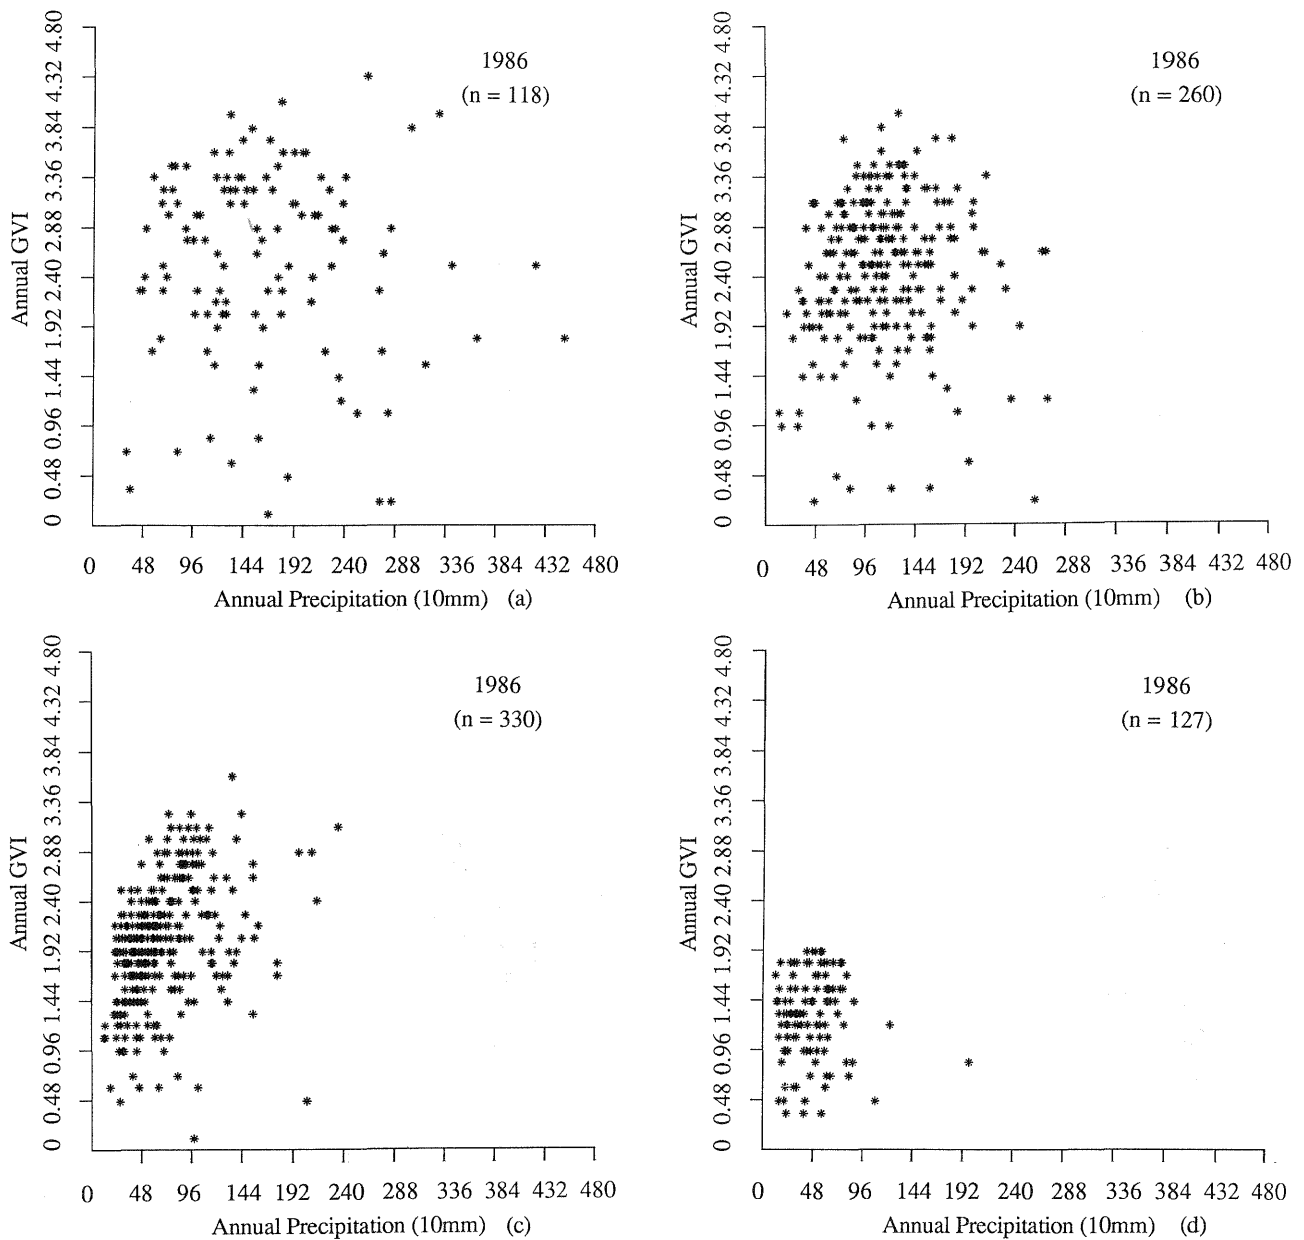 1986
(n = 118)
Annual GVI
0 0.48 0.96 1.44 1.92 2.40 2.88 3.36 3.84 4.32 4.80
0 48 96 144 192 240 288 336 384 432 480
Annual Precipitation (10mm) (a)
1986
(n = 260)
Annual GVI
0 0.48 0.96 1.44 1.92 2.40 2.88 3.36 3.84 4.32 4.80
0 48 96 144 192 240 288 336 384 432 480
Annual Precipitation (10mm) (b)
1986
(n = 330)
Annual GVI
0 0.48 0.96 1.44 1.92 2.40 2.88 3.36 3.84 4.32 4.80
0 48 96 144 192 240 288 336 384 432 480
Annual Precipitation (10mm) (c)
1986
(n = 127)
Annual GVI
0 0.48 0.96 1.44 1.92 2.40 2.88 3.36 3.84 4.32 4.80
0 48 96 144 192 240 288 336 384 432 480
Annual Precipitation (10mm) (d)